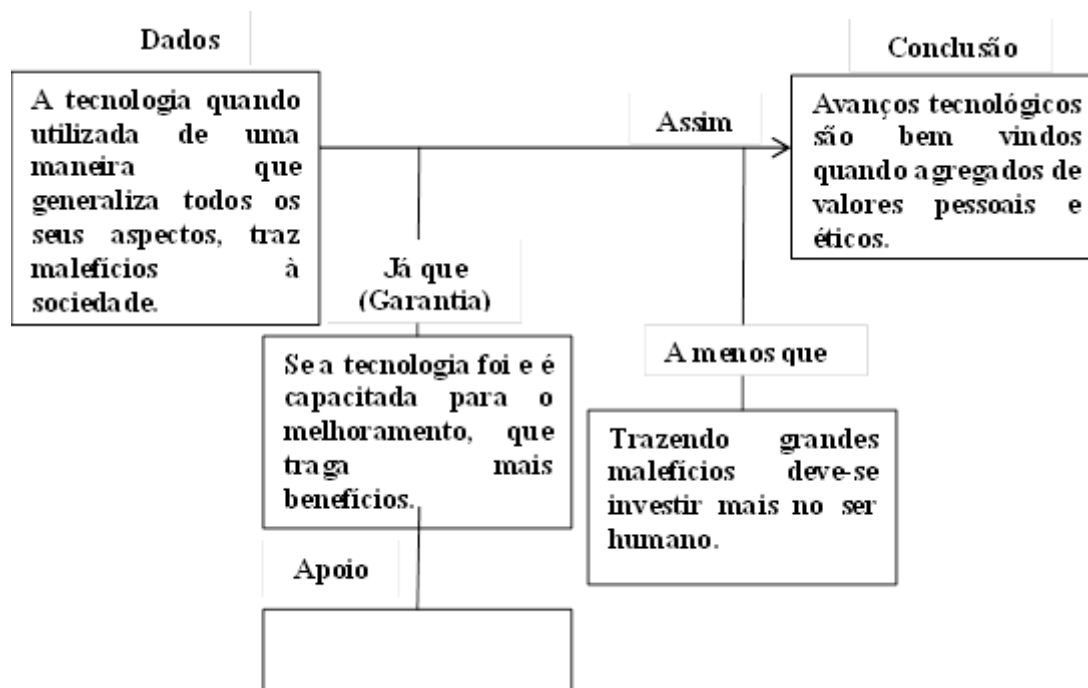 Dados
A tecnologia quando
utilizada de uma
maneira que
generaliza todos os
seus aspectos, traz
malefícios à
sociedade.
Assim
Conclusão
Avanços tecnológicos
são bem vindos
quando agregados de
valores pessoais e
éticos.
Já que
(Garantia)
Se a tecnologia foi e é
capacitada para o
melhoramento, que
traga mais
benefícios.
A menos que
Trazendo grandes
malefícios deve-se
investir mais no ser
humano.
Apoio